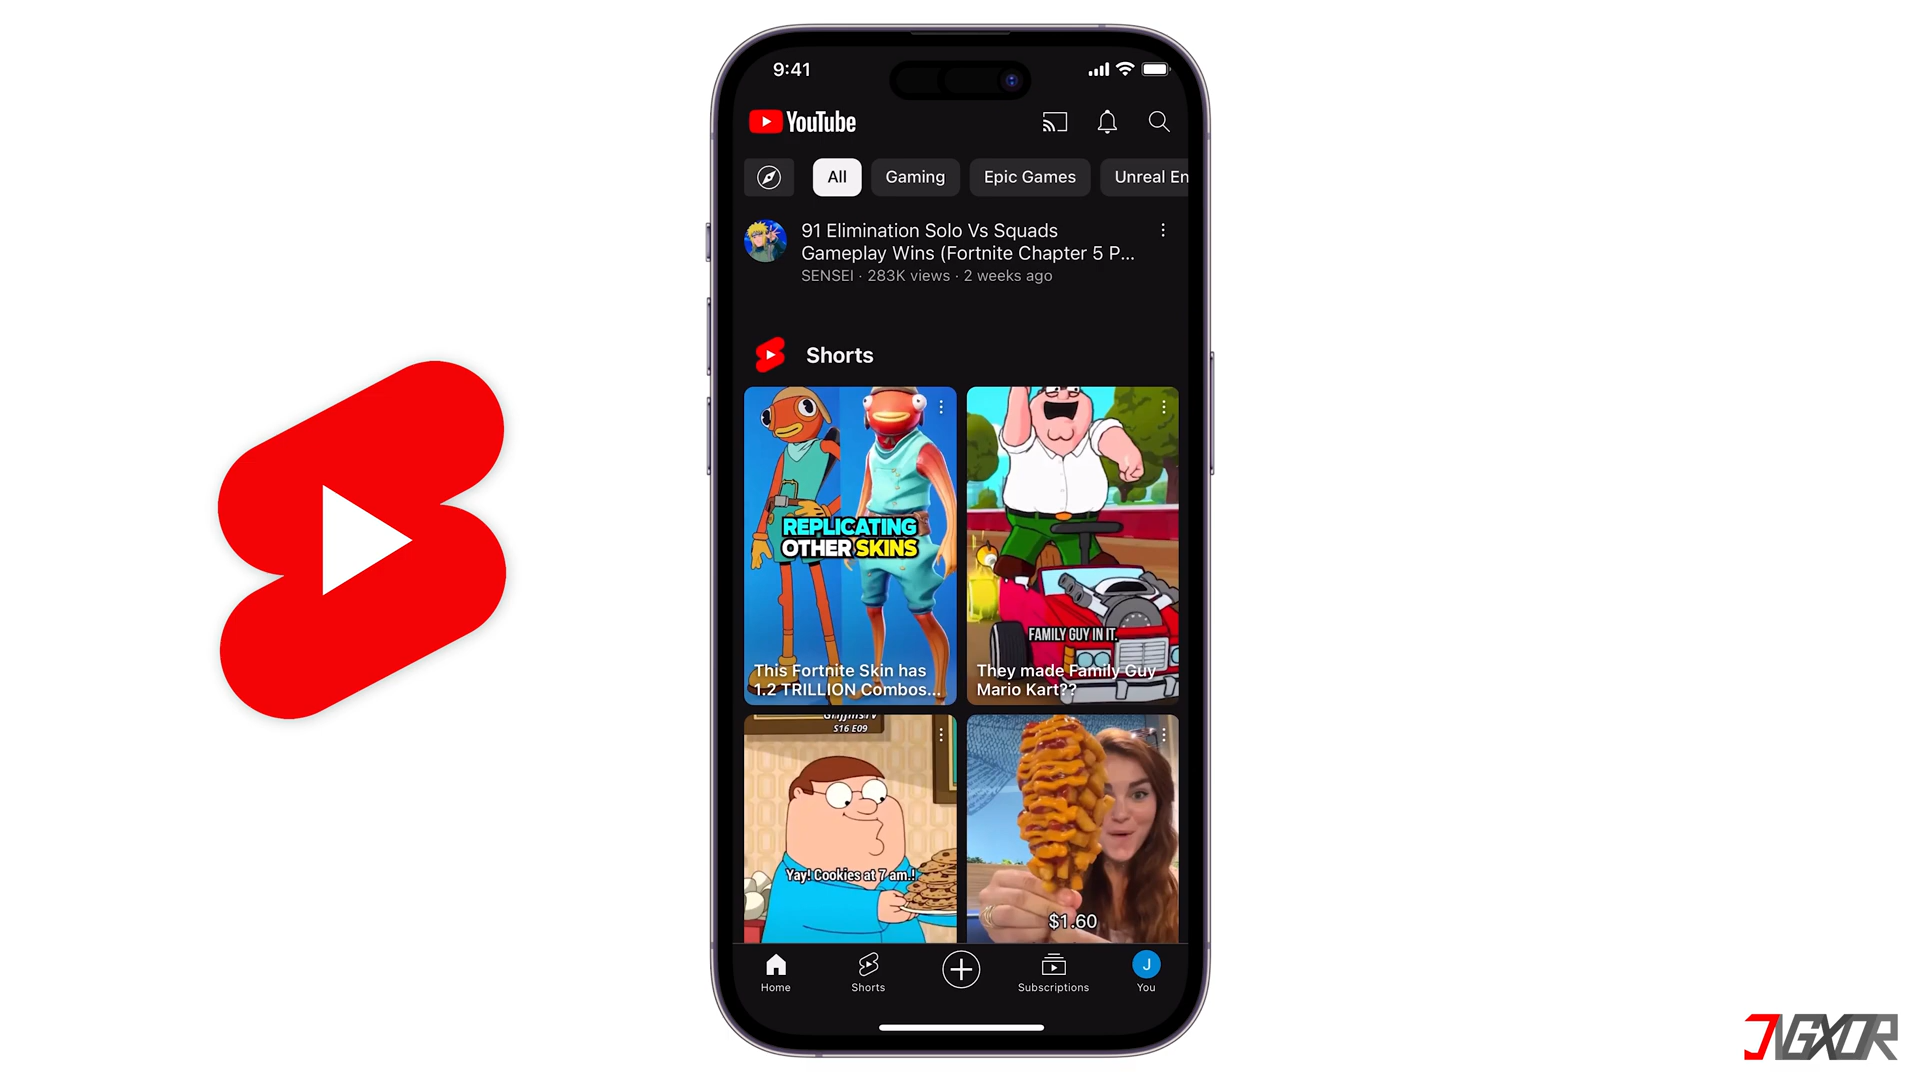 9:41
YouTube
All Gaming Epic Games Unreal En
91 Elimination Solo Vs Squads
Gameplay Wins (Fortnite Chapter 5 P...
SENSEI · 283K views · 2 weeks ago
Shorts
REPLICATING
OTHER SKINS
This Fortnite Skin has
1.2 TRILLION Combos...
FAMILY GUY IN IT.
They made Family Guy
Mario Kart??
GriffinsTV
S16 E09
Yay! Cookies at 7 am.!
$1.60
Home Shorts Subscriptions J You
JVGXOR